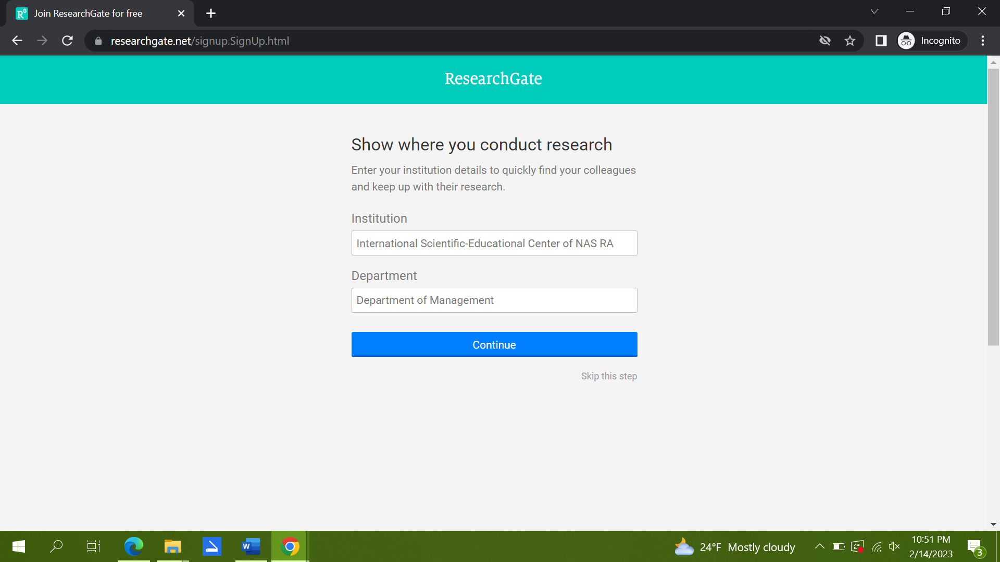 Join ResearchGate for free
researchgate.net/signup.SignUp.html
Incognito
ResearchGate
Show where you conduct research
Enter your institution details to quickly find your colleagues
and keep up with their research.
Institution
International Scientific-Educational Center of NAS RA
Department
Department of Management
Continue
Skip this step
24°F Mostly cloudy
10:51 PM
2/14/2023
3